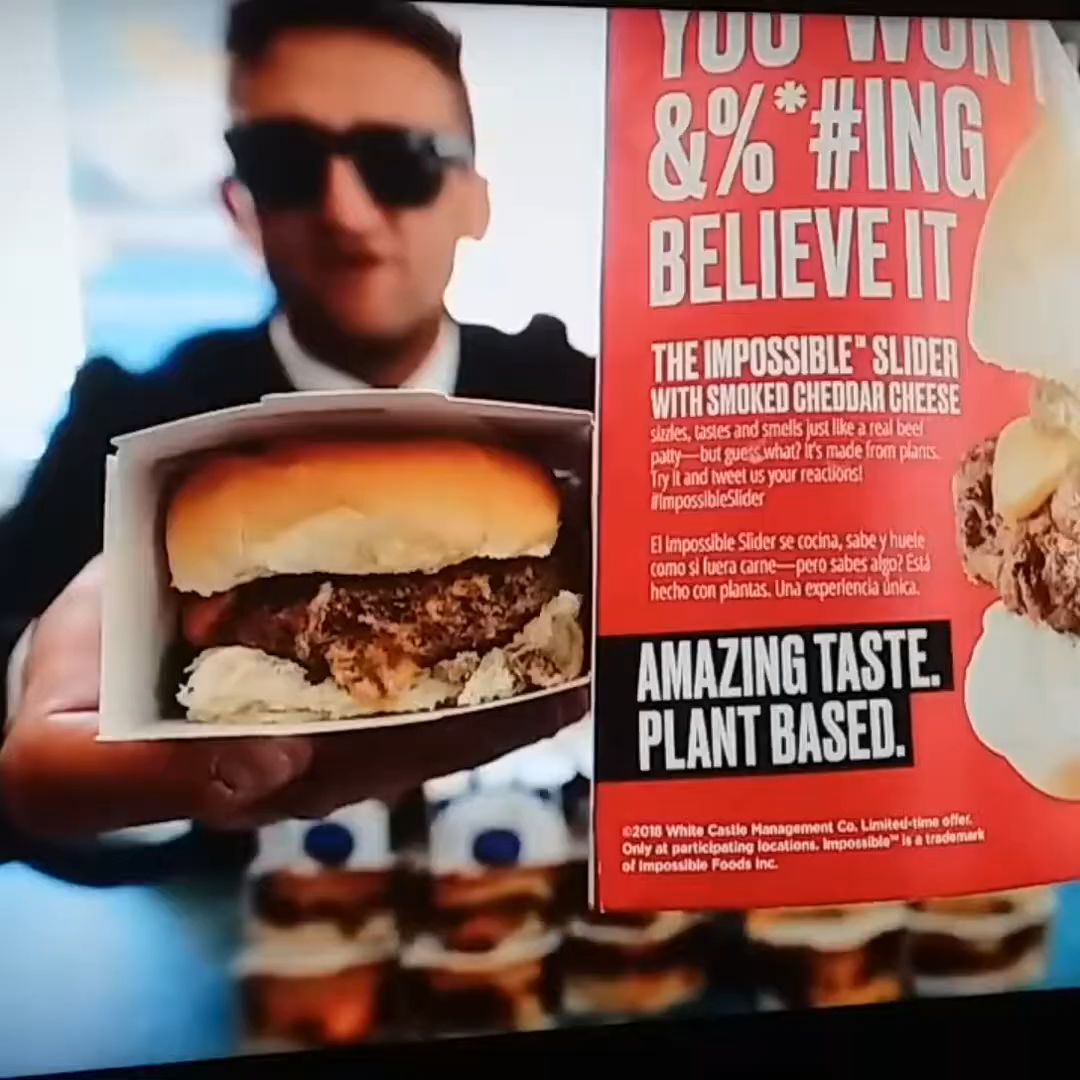 YOU WON'T
&%*#ING
BELIEVE IT
THE IMPOSSIBLE™ SLIDER
WITH SMOKED CHEDDAR CHEESE
sizzles, tastes and smells just like a real beef
patty—but guess what? It's made from plants.
Try it and tweet us your reactions!
#ImpossibleSlider
El Impossible Slider se cocina, sabe y huele
como si fuera carne—pero sabes algo? Está
hecho con plantas. Una experiencia única.
AMAZING TASTE.
PLANT BASED.
©2018 White Castle Management Co. Limited-time offer.
Only at participating locations. Impossible™ is a trademark
of Impossible Foods Inc.